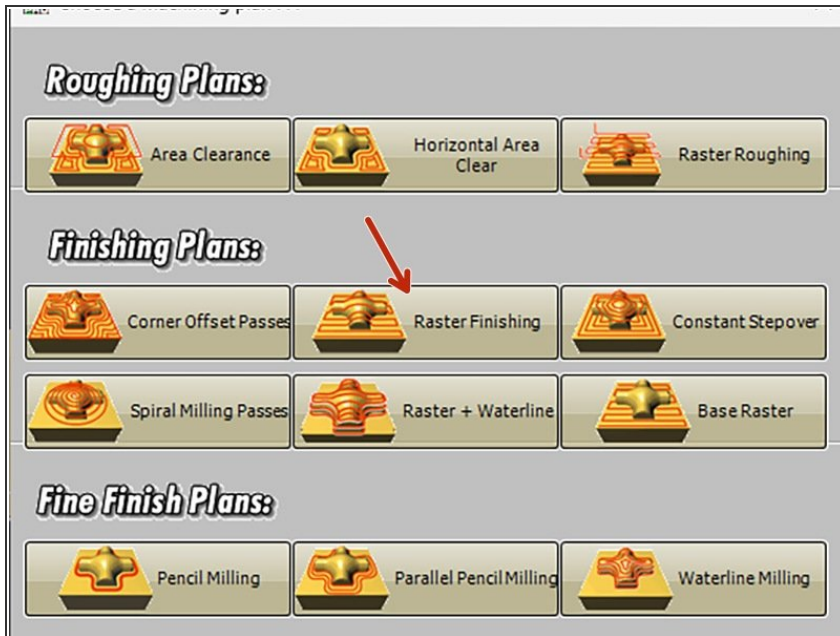 Roughing Plans:
Area Clearance
Horizontal Area
Clear
Raster Roughing
Finishing Plans:
Corner Offset Passes
Raster Finishing
Constant Stepover
Spiral Milling Passes
Raster + Waterline
Base Raster
Fine Finish Plans:
Pencil Milling
Parallel Pencil Milling
Waterline Milling